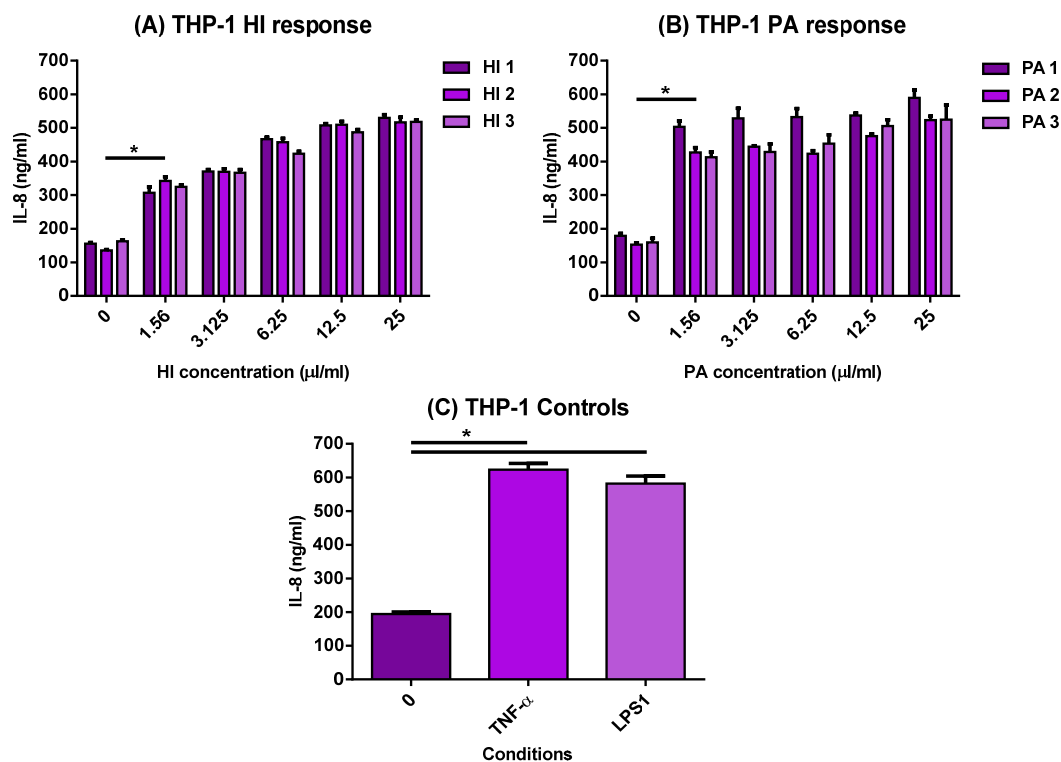 (A) THP-1 HI response
700
600
500
400
300
200
100
0
IL-8 (ng/ml)
*
0
1.56
3.125
6.25
12.5
25
HI concentration (µl/ml)
HI 1
HI 2
HI 3
(B) THP-1 PA response
700
600
500
400
300
200
100
0
IL-8 (ng/ml)
*
0
1.56
3.125
6.25
12.5
25
PA concentration (µl/ml)
PA 1
PA 2
PA 3
(C) THP-1 Controls
700
600
500
400
300
200
100
0
IL-8 (ng/ml)
*
0
TNF-α
LPS1
Conditions